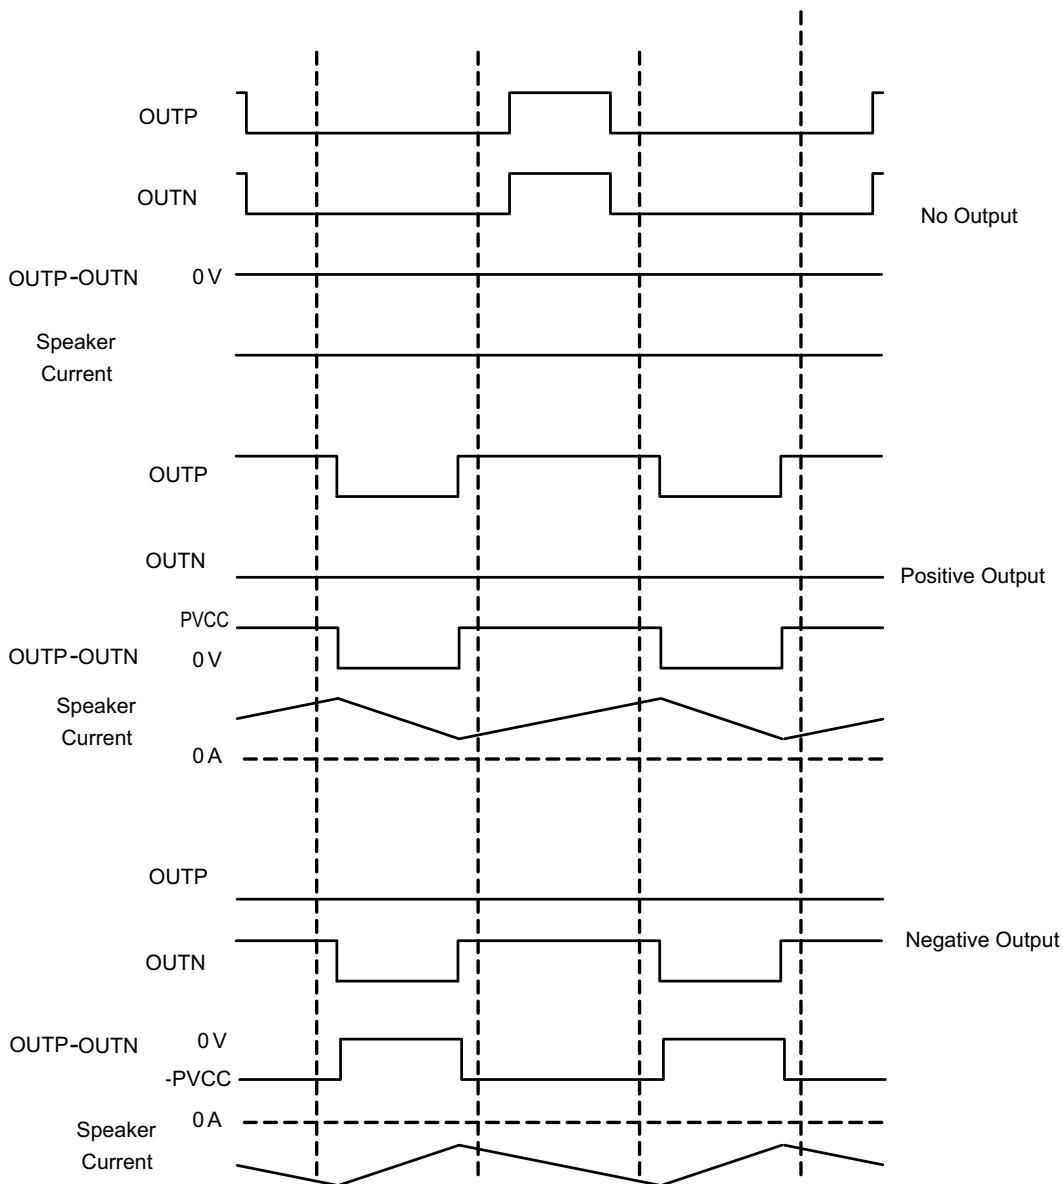 OUTP
OUTN
No Output
OUTP-OUTN 0 V
Speaker
Current
OUTP
OUTN
Positive Output
PVCC
OUTP-OUTN 0 V
Speaker
Current
0 A
OUTP
Negative Output
OUTN
OUTP-OUTN 0 V
-PVCC
0 A
Speaker
Current